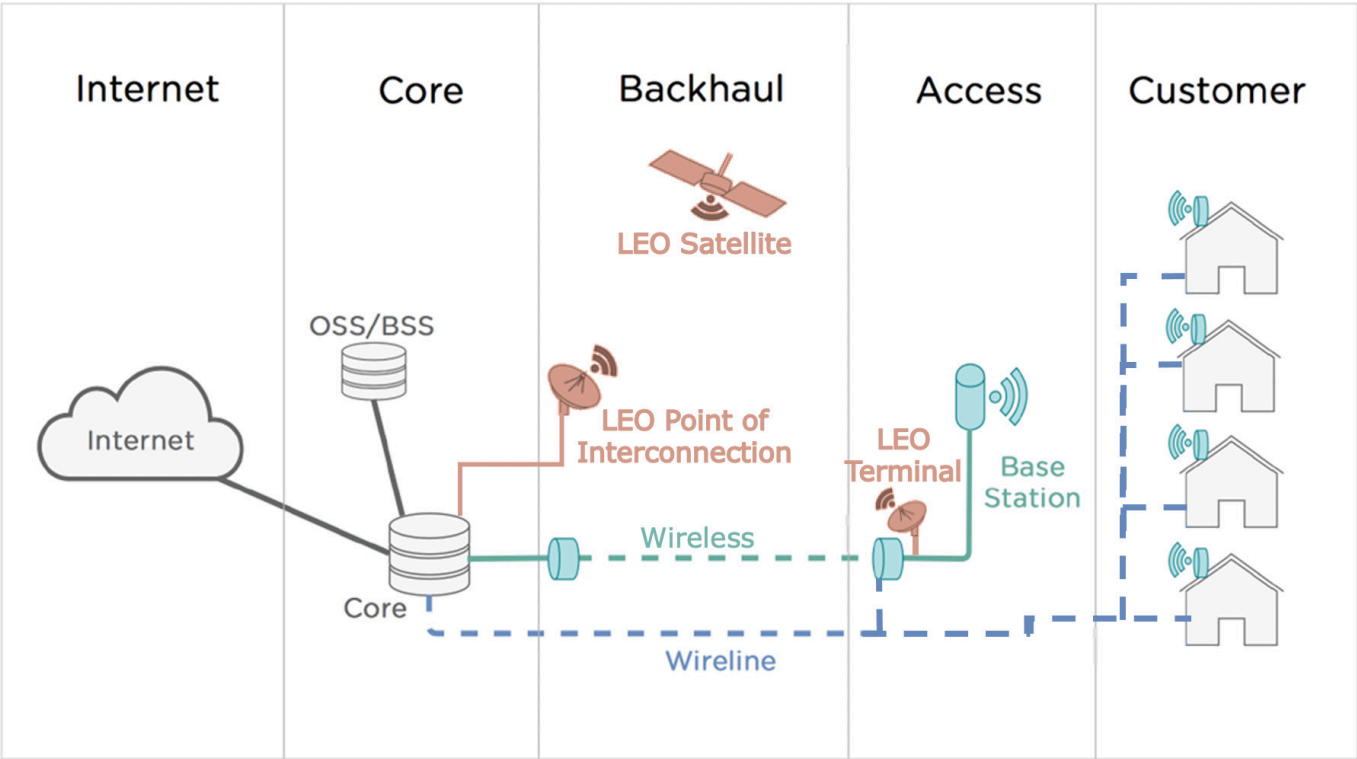 Internet
Core
Backhaul
Access
Customer
LEO Satellite
OSS/BSS
Internet
LEO Point of
Interconnection
LEO
Terminal
Base
Station
Wireless
Core
Wireline